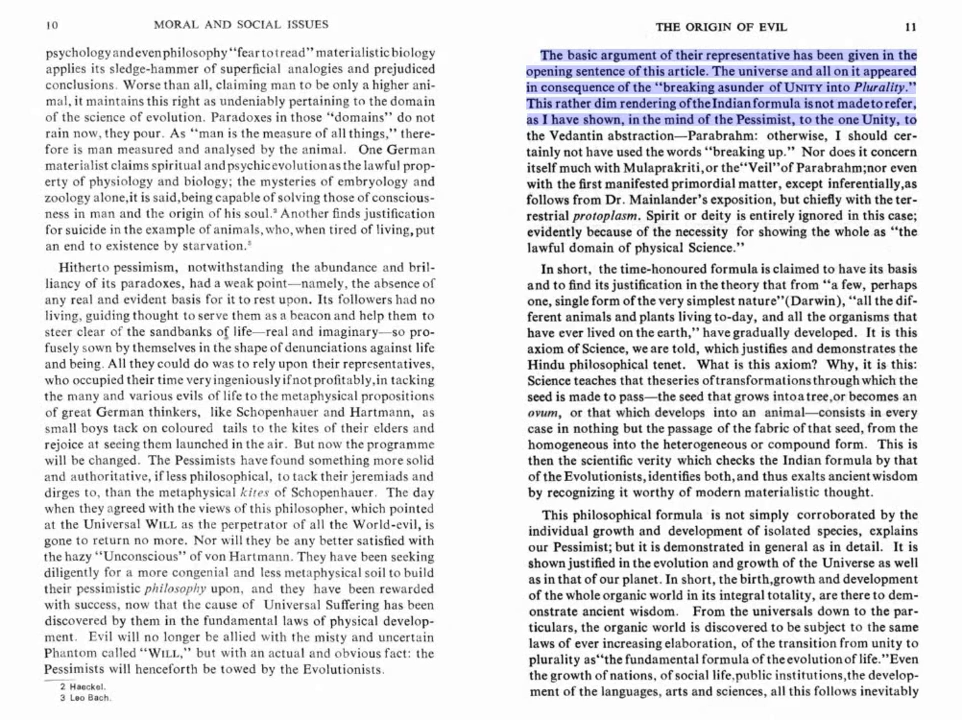 10 MORAL AND SOCIAL ISSUES
psychology and even philosophy "fear to tread" materialistic biology
applies its sledge-hammer of superficial analogies and prejudiced
conclusions. Worse than all, claiming man to be only a higher ani-
mal, it maintains this right as undeniably pertaining to the domain
of the science of evolution. Paradoxes in those "domains" do not
rain now, they pour. As "man is the measure of all things," there-
fore is man measured and analysed by the animal. One German
materialist claims spiritual and psychic evolution as the lawful prop-
erty of physiology and biology; the mysteries of embryology and
zoology alone, it is said, being capable of solving those of conscious-
ness in man and the origin of his soul.² Another finds justification
for suicide in the example of animals, who, when tired of living, put
an end to existence by starvation.³
Hitherto pessimism, notwithstanding the abundance and bril-
liancy of its paradoxes, had a weak point—namely, the absence of
any real and evident basis for it to rest upon. Its followers had no
living, guiding thought to serve them as a beacon and help them to
steer clear of the sandbanks of life—real and imaginary—so pro-
fusely sown by themselves in the shape of denunciations against life
and being. All they could do was to rely upon their representatives,
who occupied their time very ingeniously if not profitably, in tacking
the many and various evils of life to the metaphysical propositions
of great German thinkers, like Schopenhauer and Hartmann, as
small boys tack on coloured tails to the kites of their elders and
rejoice at seeing them launched in the air. But now the programme
will be changed. The Pessimists have found something more solid
and authoritative, if less philosophical, to tack their jeremiads and
dirges to, than the metaphysical kites of Schopenhauer. The day
when they agreed with the views of this philosopher, which pointed
at the Universal WILL as the perpetrator of all the World-evil, is
gone to return no more. Nor will they be any better satisfied with
the hazy "Unconscious" of von Hartmann. They have been seeking
diligently for a more congenial and less metaphysical soil to build
their pessimistic philosophy upon, and they have been rewarded
with success, now that the cause of Universal Suffering has been
discovered by them in the fundamental laws of physical develop-
ment. Evil will no longer be allied with the misty and uncertain
Phantom called "WILL," but with an actual and obvious fact: the
Pessimists will henceforth be towed by the Evolutionists.
2 Haeckel.
3 Leo Bach.
THE ORIGIN OF EVIL 11
The basic argument of their representative has been given in the
opening sentence of this article. The universe and all on it appeared
in consequence of the "breaking asunder of UNITY into Plurality."
This rather dim rendering of the Indian formula is not made to refer,
as I have shown, in the mind of the Pessimist, to the one Unity, to
the Vedantin abstraction—Parabrahm: otherwise, I should cer-
tainly not have used the words "breaking up." Nor does it concern
itself much with Mulaprakriti, or the "Veil" of Parabrahm; nor even
with the first manifested primordial matter, except inferentially, as
follows from Dr. Mainlander's exposition, but chiefly with the ter-
restrial protoplasm. Spirit or deity is entirely ignored in this case;
evidently because of the necessity for showing the whole as "the
lawful domain of physical Science."
In short, the time-honoured formula is claimed to have its basis
and to find its justification in the theory that from "a few, perhaps
one, single form of the very simplest nature" (Darwin), "all the dif-
ferent animals and plants living to-day, and all the organisms that
have ever lived on the earth," have gradually developed. It is this
axiom of Science, we are told, which justifies and demonstrates the
Hindu philosophical tenet. What is this axiom? Why, it is this:
Science teaches that the series of transformations through which the
seed is made to pass—the seed that grows into a tree, or becomes an
ovum, or that which develops into an animal—consists in every
case in nothing but the passage of the fabric of that seed, from the
homogeneous into the heterogeneous or compound form. This is
then the scientific verity which checks the Indian formula by that
of the Evolutionists, identifies both, and thus exalts ancient wisdom
by recognizing it worthy of modern materialistic thought.
This philosophical formula is not simply corroborated by the
individual growth and development of isolated species, explains
our Pessimist; but it is demonstrated in general as in detail. It is
shown justified in the evolution and growth of the Universe as well
as in that of our planet. In short, the birth, growth and development
of the whole organic world in its integral totality, are there to dem-
onstrate ancient wisdom. From the universals down to the par-
ticulars, the organic world is discovered to be subject to the same
laws of ever increasing elaboration, of the transition from unity to
plurality as "the fundamental formula of the evolution of life." Even
the growth of nations, of social life, public institutions, the develop-
ment of the languages, arts and sciences, all this follows inevitably